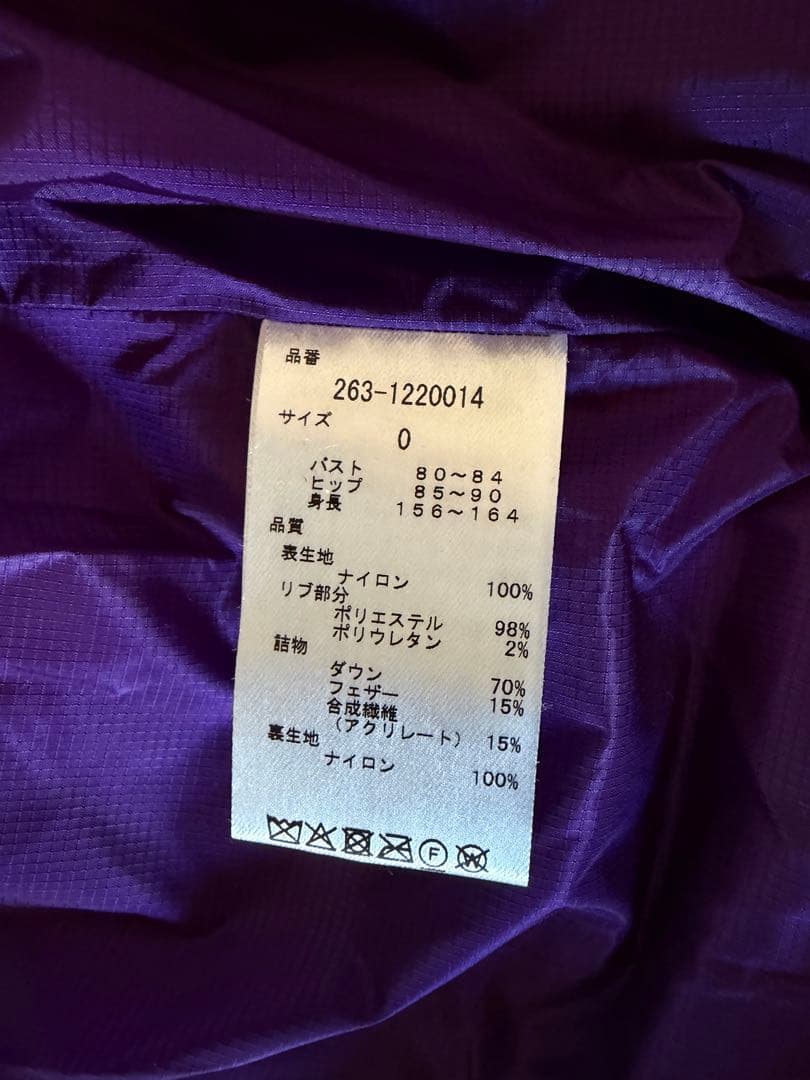 品番
263-1220014
サイズ
0
バスト 80～84
ヒップ 85～90
身長 156～164
品質
表生地
ナイロン 100%
リブ部分
ポリエステル 98%
ポリウレタン 2%
詰物
ダウン 70%
フェザー 15%
合成繊維
(アクリレート) 15%
裏生地
ナイロン 100%
F W